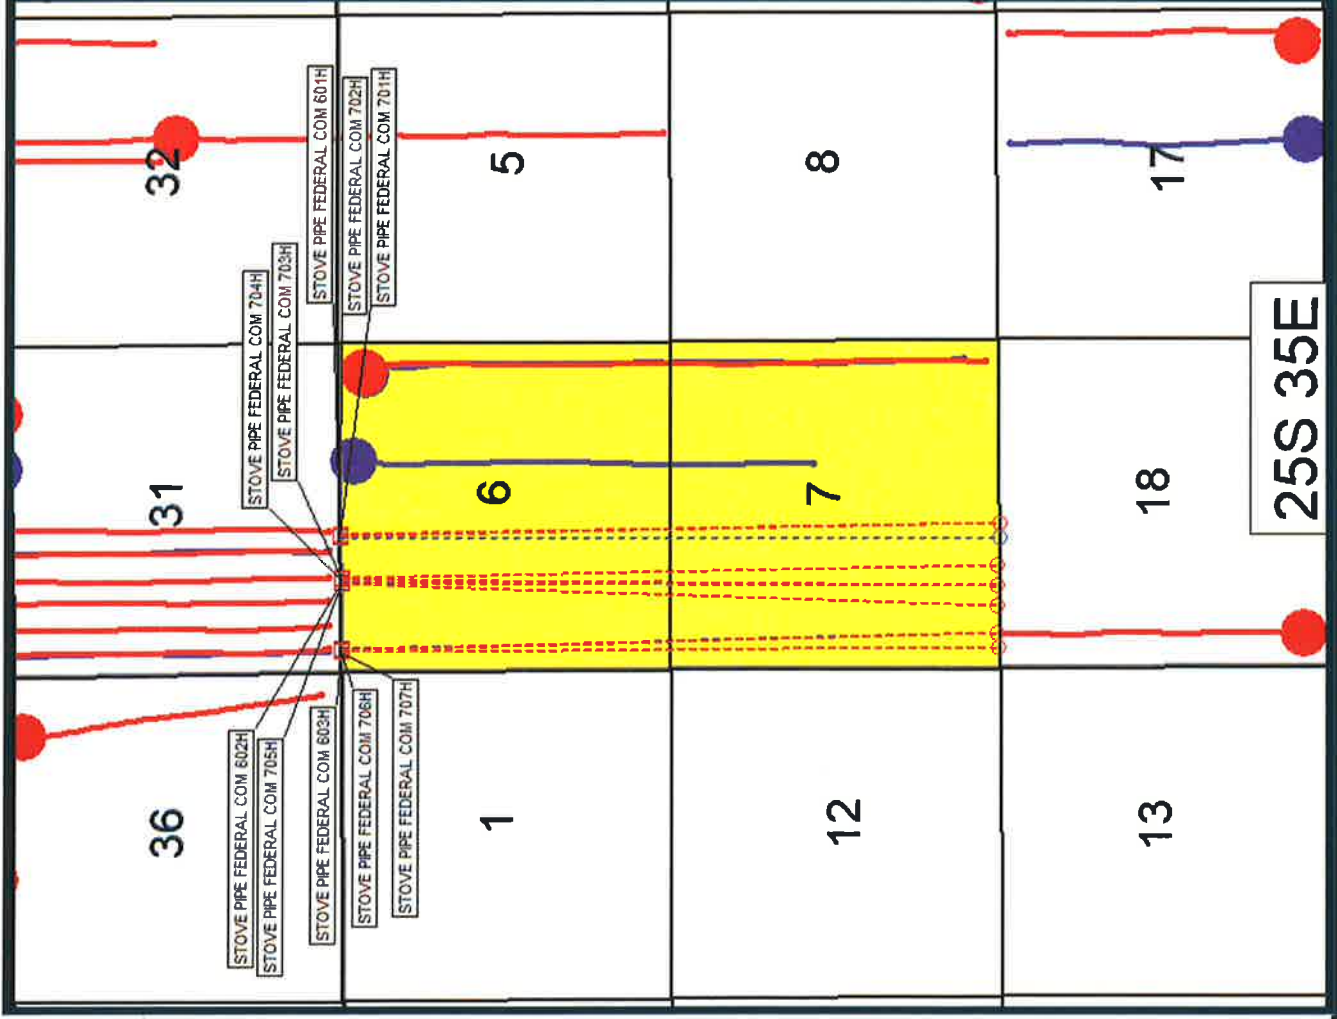 36
31
32
STOVE PIPE FEDERAL COM 602H
STOVE PIPE FEDERAL COM 705H
STOVE PIPE FEDERAL COM 704H
STOVE PIPE FEDERAL COM 703H
STOVE PIPE FEDERAL COM 603H
STOVE PIPE FEDERAL COM 706H
STOVE PIPE FEDERAL COM 707H
STOVE PIPE FEDERAL COM 601H
STOVE PIPE FEDERAL COM 702H
STOVE PIPE FEDERAL COM 701H
1
6
5
12
7
8
13
18
17
25S 35E